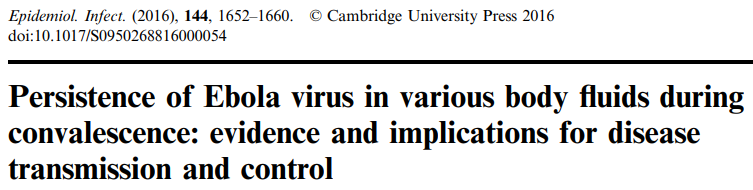 Epidemiol. Infect. (2016), 144, 1652–1660. © Cambridge University Press 2016
doi:10.1017/S0950268816000054
Persistence of Ebola virus in various body fluids during
convalescence: evidence and implications for disease
transmission and control